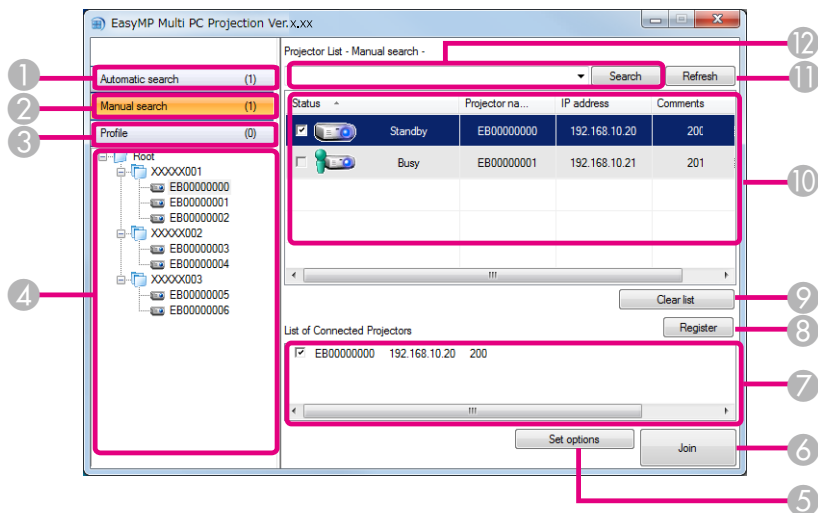 EasyMP Multi PC Projection Ver.x.xx
Projector List - Manual search -
12
1
Automatic search (1)
Search
Refresh
11
2
Manual search (1)
Status
Projector na...
IP address
Comments
3
Profile (0)
Standby EB00000000 192.168.10.20 200
Root
Busy EB00000001 192.168.10.21 201
XXXXX001
EB00000000
10
EB00000001
EB00000002
XXXXX002
EB00000003
EB00000004
XXXXX003
4
EB00000005
Clear list
9
EB00000006
List of Connected Projectors
Register
8
EB00000000 192.168.10.20 200
7
Set options
Join
6
5